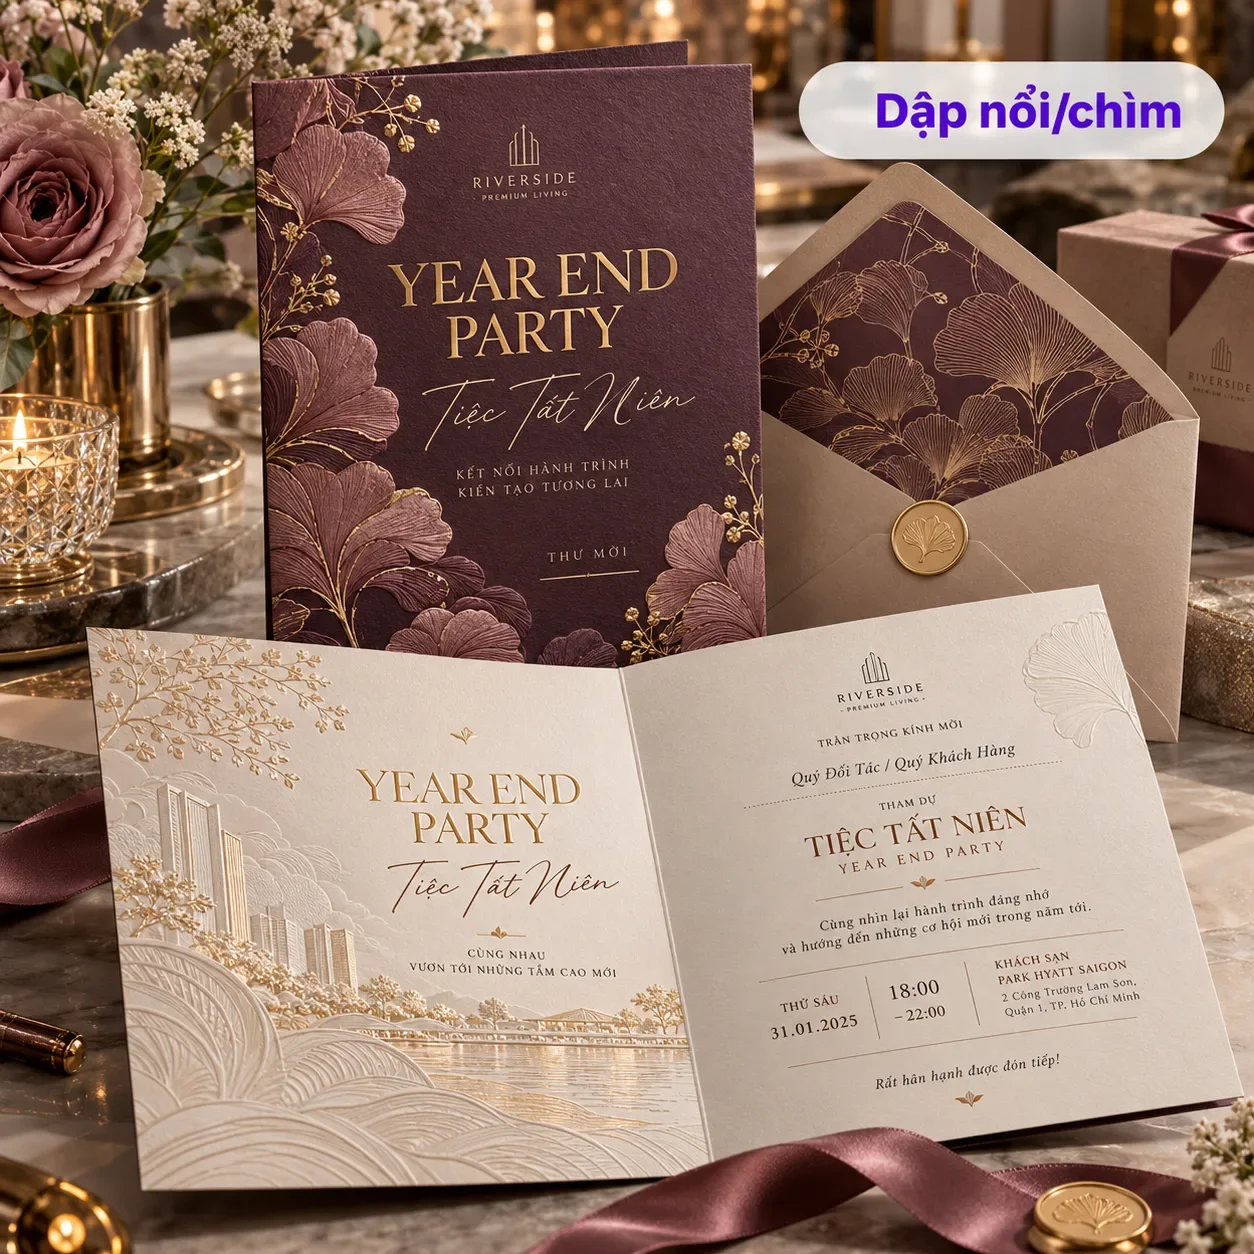 Dập nổi/chìm
RIVERSIDE
PREMIUM LIVING
YEAR END
PARTY
Tiệc Tất Niên
KẾT NỐI HÀNH TRÌNH
KIẾN TẠO TƯƠNG LAI
THƯ MỜI
RIVERSIDE
PREMIUM LIVING
YEAR END
PARTY
Tiệc Tất Niên
CÙNG NHAU
VƯƠN TỚI NHỮNG TẦM CAO MỚI
RIVERSIDE
- PREMIUM LIVING -
TRÂN TRỌNG KÍNH MỜI
Quý Đối Tác / Quý Khách Hàng
THAM DỰ
TIỆC TẤT NIÊN
YEAR END PARTY
Cùng nhìn lại hành trình đáng nhớ
và hướng đến những cơ hội mới trong năm tới.
THỨ SÁU
31.01.2025
18:00
– 22:00
KHÁCH SẠN
PARK HYATT SAIGON
2 Công Trường Lam Sơn,
Quận 1, TP. Hồ Chí Minh
Rất hân hạnh được đón tiếp!